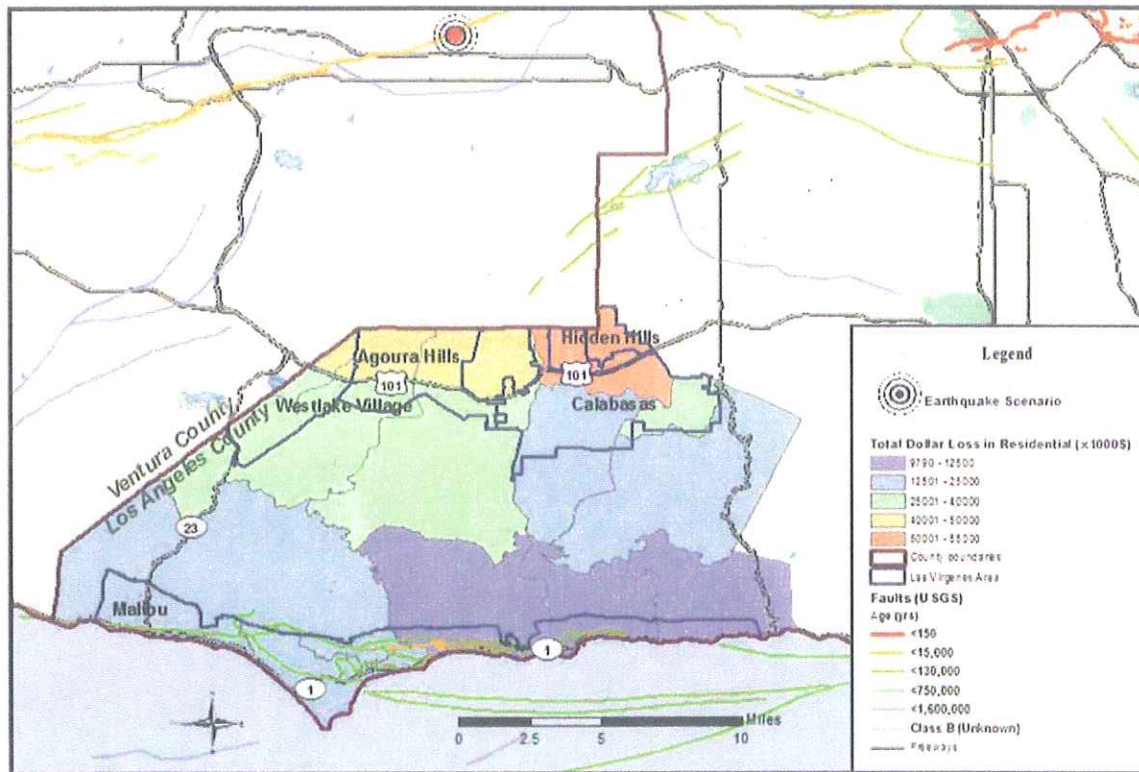 Hidden Hills
Agoura Hills
101
101
Westlake Village
Calabasas
Ventura County
Los Angeles County
23
Malibu
1
1
Miles
0 2.5 5 10
Legend
Earthquake Scenario
Total Dollar Loss in Residential (x1000$)
9790 - 12500
12501 - 25000
25001 - 40000
40001 - 50000
50001 - 55000
County boundaries
Las Virgenes Area
Faults (USGS)
Age (yrs)
<150
<15,000
<130,000
<750,000
<1,600,000
Class B (Unknown)
Freeways